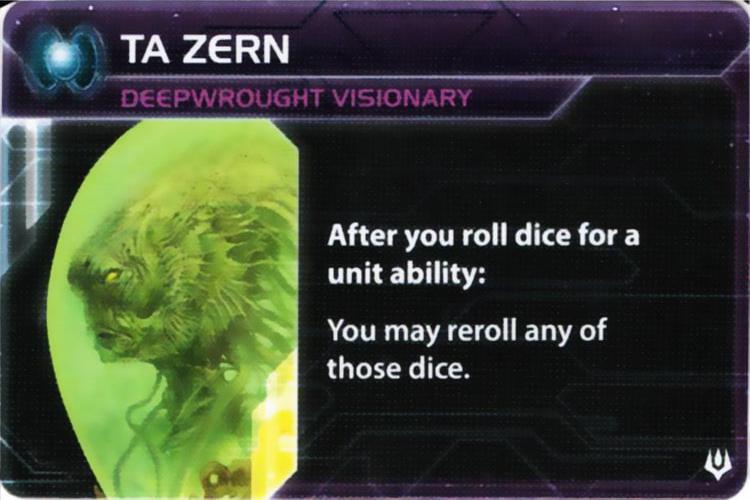 TA ZERN
DEEPWROUGHT VISIONARY
After you roll dice for a
unit ability:
You may reroll any of
those dice.